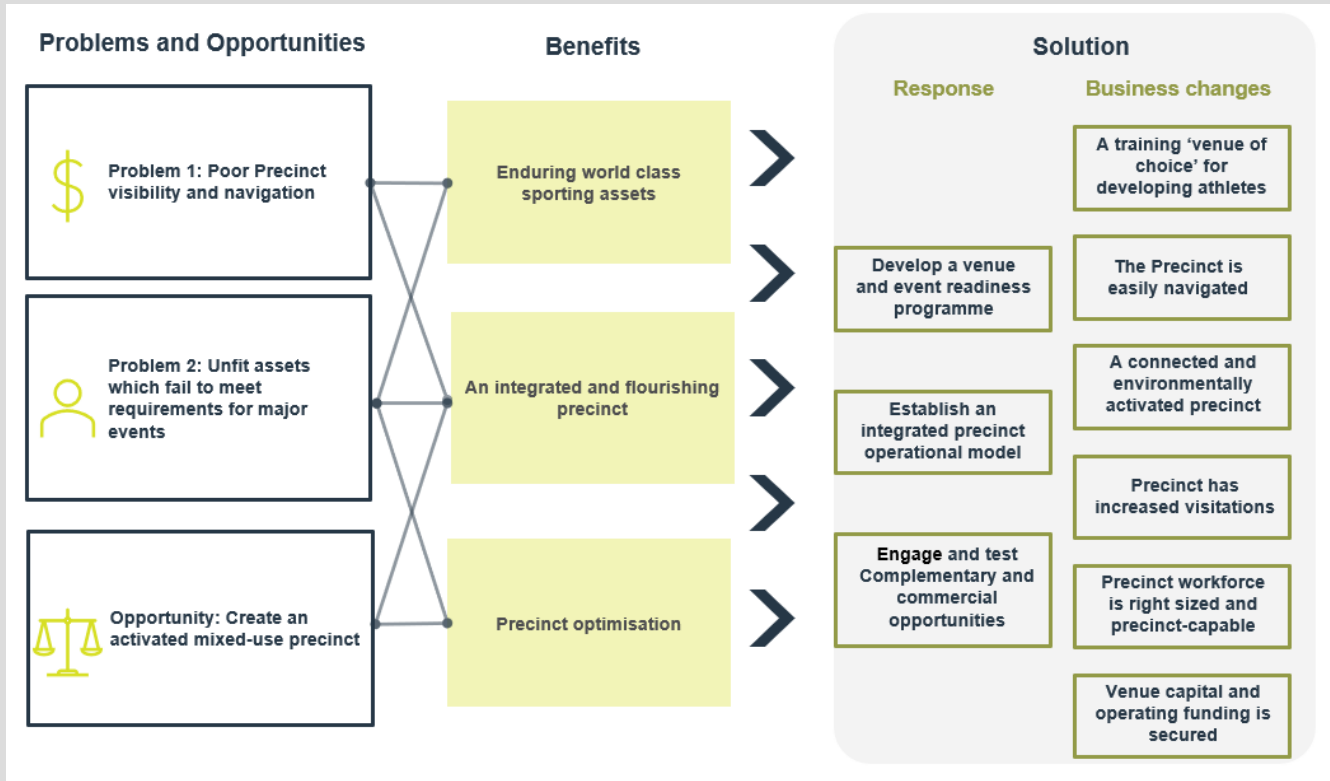 Problems and Opportunities
Benefits
Solution
Response
Business changes
Problem 1: Poor Precinct
visibility and navigation
Problem 2: Unfit assets
which fail to meet
requirements for major
events
Opportunity: Create an
activated mixed-use precinct
Enduring world class
sporting assets
An integrated and flourishing
precinct
Precinct optimisation
Develop a venue
and event readiness
programme
Establish an
integrated precinct
operational model
Engage and test
Complementary and
commercial
opportunities
A training ‘venue of
choice’ for
developing athletes
The Precinct is
easily navigated
A connected and
environmentally
activated precinct
Precinct has
increased visitations
Precinct workforce
is right sized and
precinct-capable
Venue capital and
operating funding is
secured